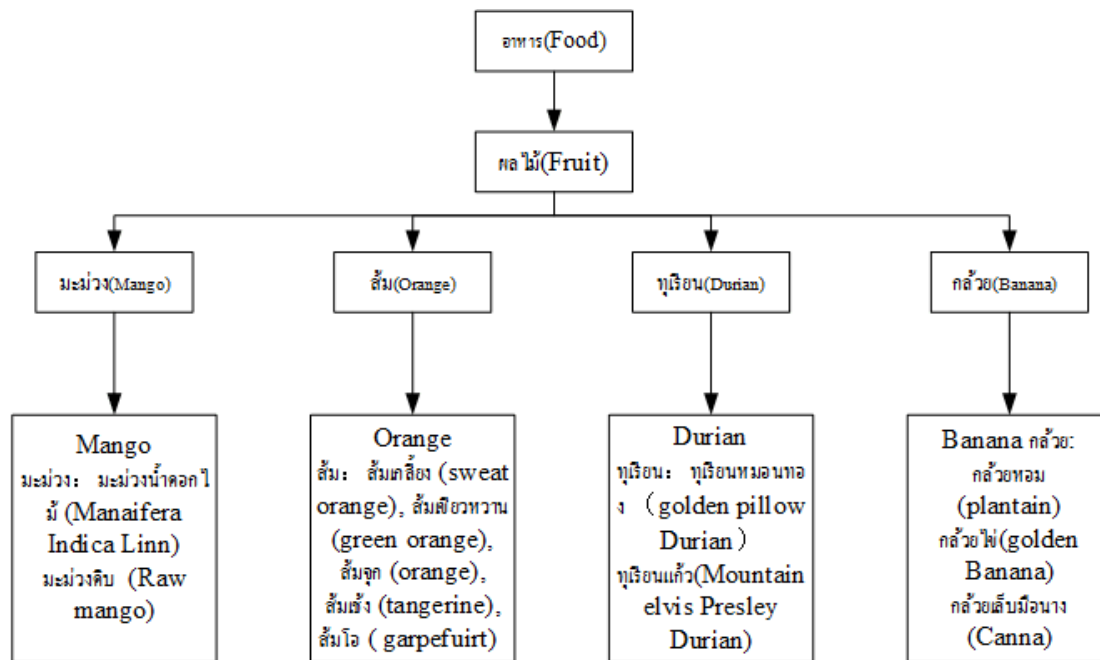 อาหาร(Food)
ผลไม้(Fruit)
มะม่วง(Mango)
ส้ม(Orange)
ทุเรียน(Durian)
กล้วย(Banana)
Mango
มะม่วง: มะม่วงน้ำดอกไ
ม้ (Manaifera
Indica Linn)
มะม่วงดิบ (Raw
mango)
Orange
ส้ม: ส้มเกลี้ยง (sweat
orange), ส้มเขียวหวาน
(green orange),
ส้มจุก (orange),
ส้มเช้ง (tangerine),
ส้มโอ ( garpefuirt)
Durian
ทุเรียน: ทุเรียนหมอนทอ
ง (golden pillow
Durian )
ทุเรียนแก้ว(Mountain
elvis Presley
Durian)
Banana กล้วย:
กล้วยหอม
(plantain)
กล้วยไข่(golden
Banana)
กล้วยเล็บมือนาง
(Canna)